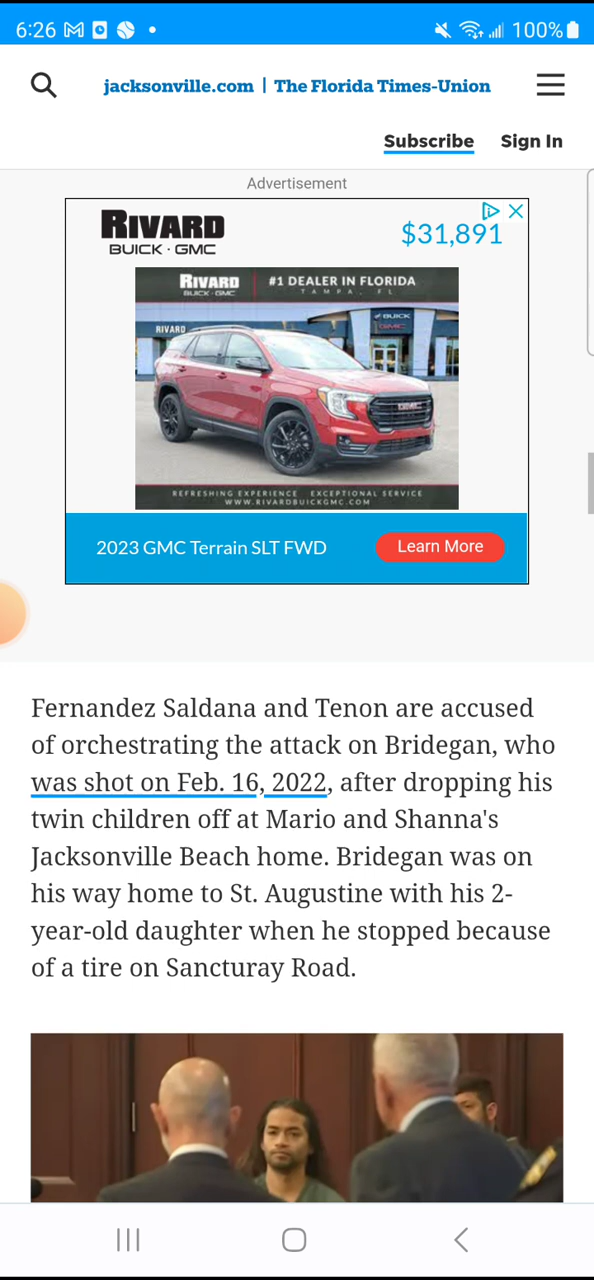 6:26
100%
jacksonville.com | The Florida Times-Union
Subscribe Sign In
Advertisement
RIVARD
BUICK · GMC
$31,891
RIVARD
BUICK·GMC
#1 DEALER IN FLORIDA
TAMPA, FL
RIVARD
BUICK
GMC
GMC
REFRESHING EXPERIENCE EXCEPTIONAL SERVICE
WWW.RIVARDBUICKGMC.COM
2023 GMC Terrain SLT FWD
Learn More
Fernandez Saldana and Tenon are accused
of orchestrating the attack on Bridegan, who
was shot on Feb. 16, 2022, after dropping his
twin children off at Mario and Shanna's
Jacksonville Beach home. Bridegan was on
his way home to St. Augustine with his 2-
year-old daughter when he stopped because
of a tire on Sancturay Road.